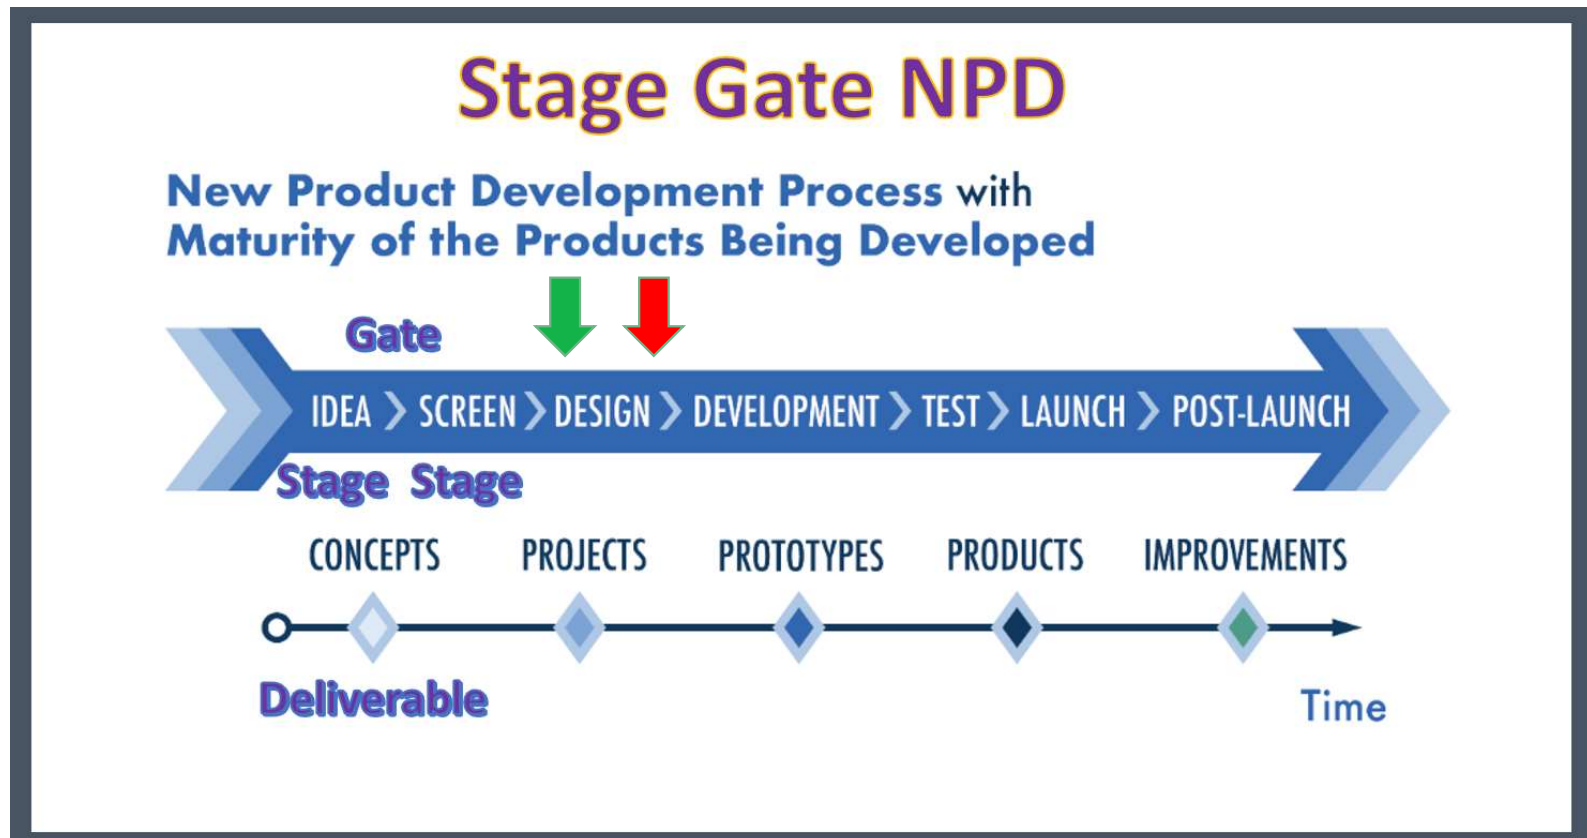 Stage Gate NPD
New Product Development Process with
Maturity of the Products Being Developed
Gate
IDEA > SCREEN > DESIGN > DEVELOPMENT > TEST > LAUNCH > POST-LAUNCH
Stage Stage
CONCEPTS PROJECTS PROTOTYPES PRODUCTS IMPROVEMENTS
Deliverable
Time